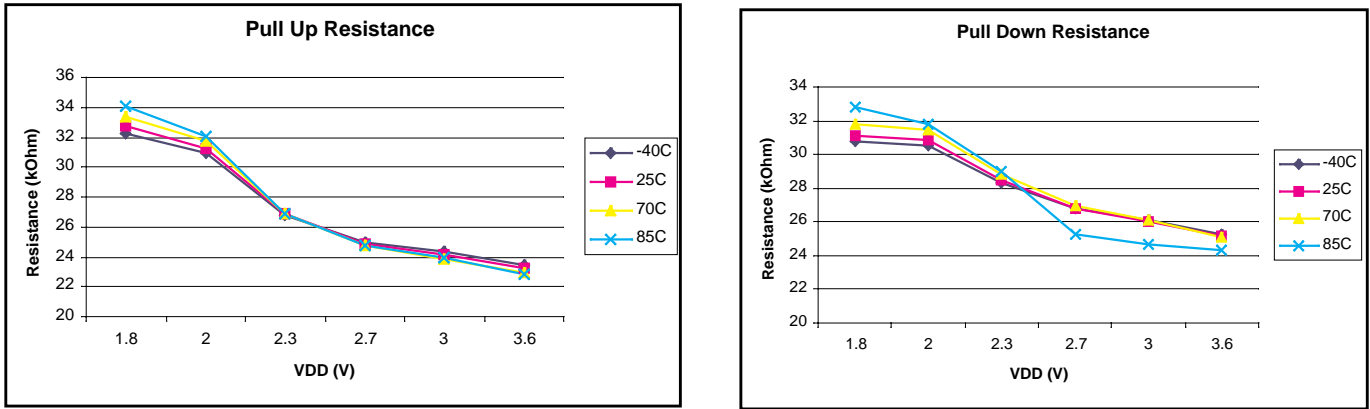 Pull Up Resistance
Resistance (kOhm)
36
34
32
30
28
26
24
22
20
1.8 2 2.3 2.7 3 3.6
VDD (V)
-40C
25C
70C
85C
Pull Down Resistance
Resistance (kOhm)
34
32
30
28
26
24
22
20
1.8 2 2.3 2.7 3 3.6
VDD (V)
-40C
25C
70C
85C